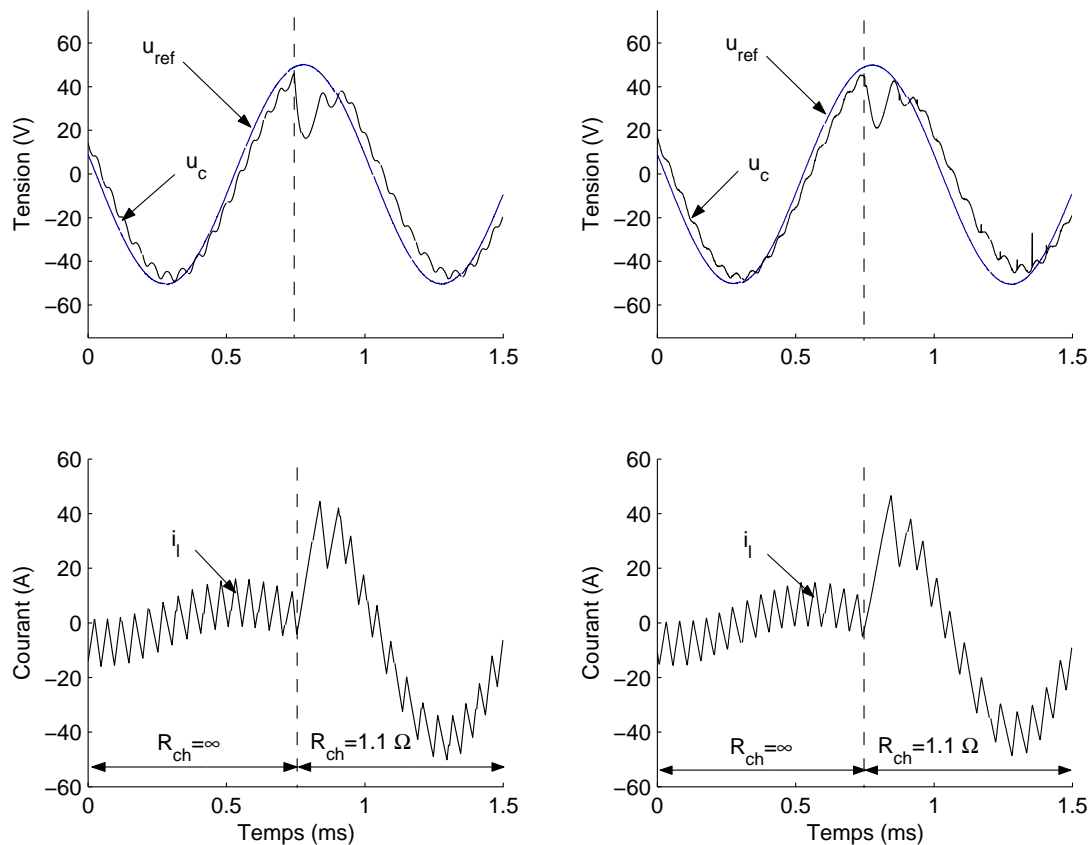 60
40
20
0
−20
−40
−60
Tension (V)
u_ref
u_c
0 0.5 1 1.5
60
40
20
0
−20
−40
−60
Tension (V)
u_ref
u_c
0 0.5 1 1.5
60
40
20
0
−20
−40
−60
Courant (A)
i_l
R_ch=∞
R_ch=1.1 Ω
0 0.5 1 1.5
Temps (ms)
60
40
20
0
−20
−40
−60
Courant (A)
i_l
R_ch=∞
R_ch=1.1 Ω
0 0.5 1 1.5
Temps (ms)